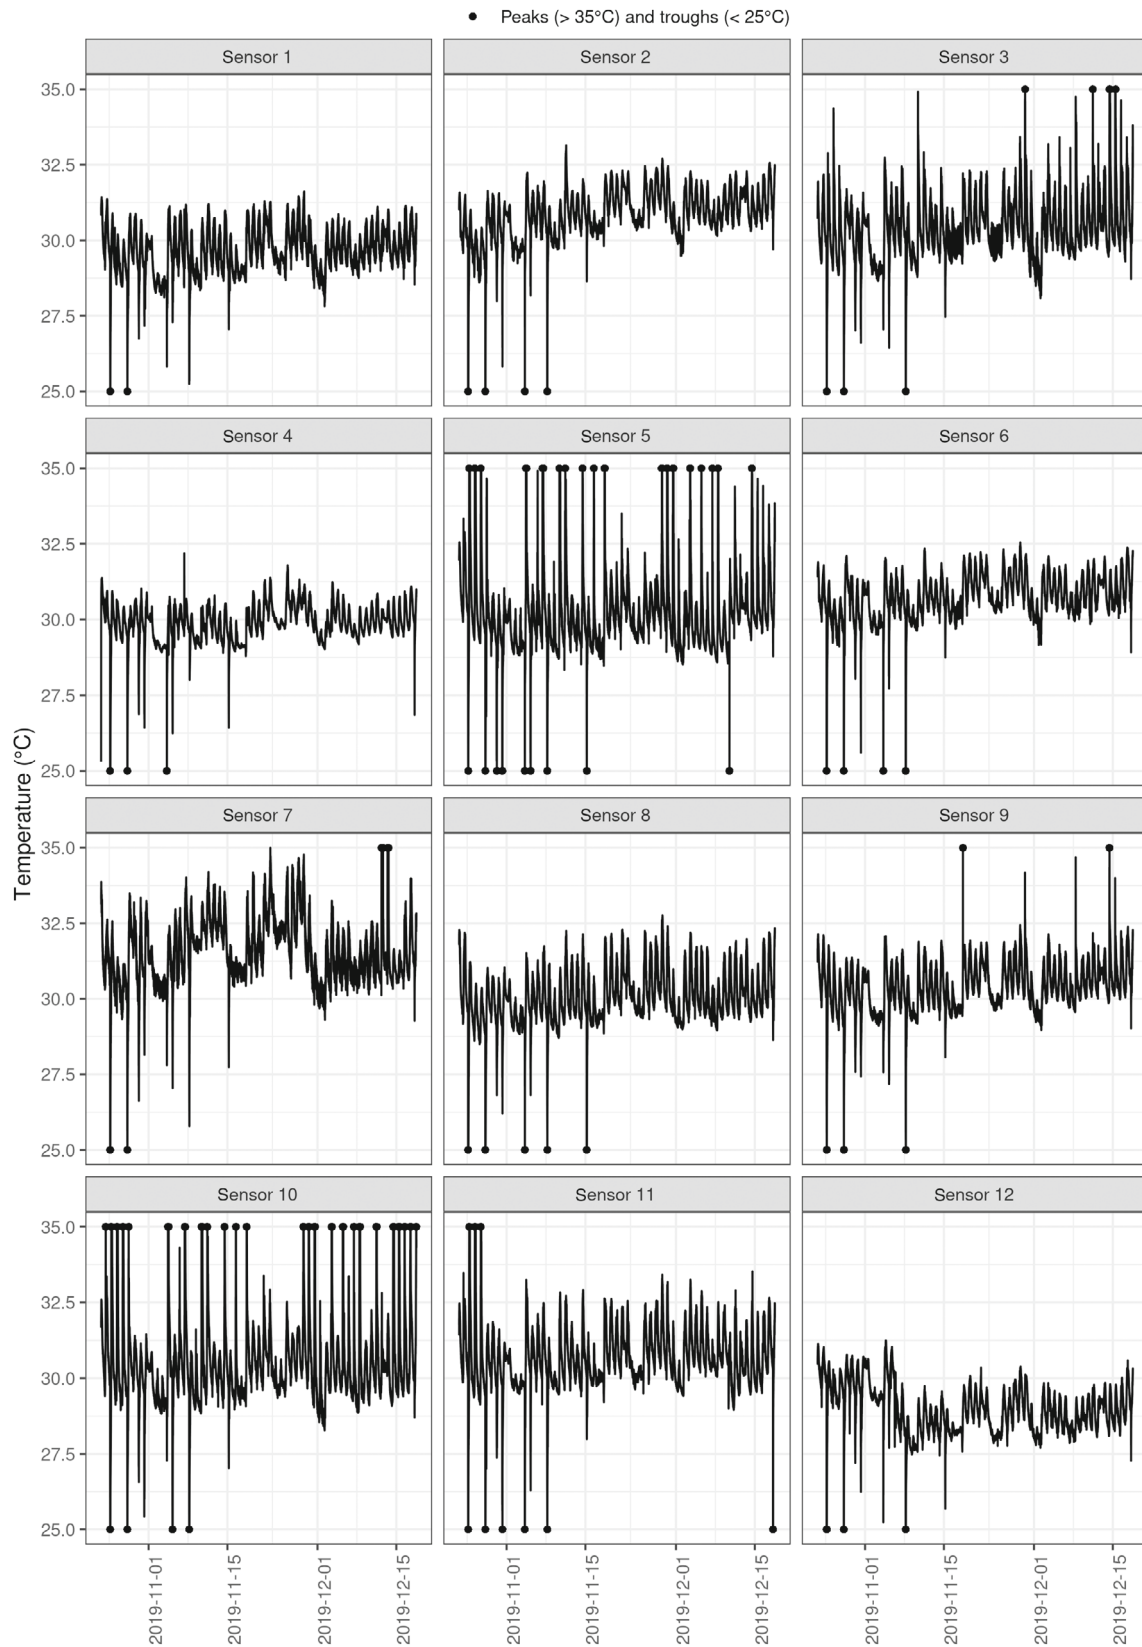 Peaks (> 35°C) and troughs (< 25°C)
Sensor 1 Sensor 2 Sensor 3
35.0
32.5
30.0
27.5
25.0
Sensor 4 Sensor 5 Sensor 6
35.0
32.5
30.0
27.5
25.0
Temperature (°C)
Sensor 7 Sensor 8 Sensor 9
35.0
32.5
30.0
27.5
25.0
Sensor 10 Sensor 11 Sensor 12
35.0
32.5
30.0
27.5
25.0
2019-11-01 2019-11-15 2019-12-01 2019-12-15 2019-11-01 2019-11-15 2019-12-01 2019-12-15 2019-11-01 2019-11-15 2019-12-01 2019-12-15